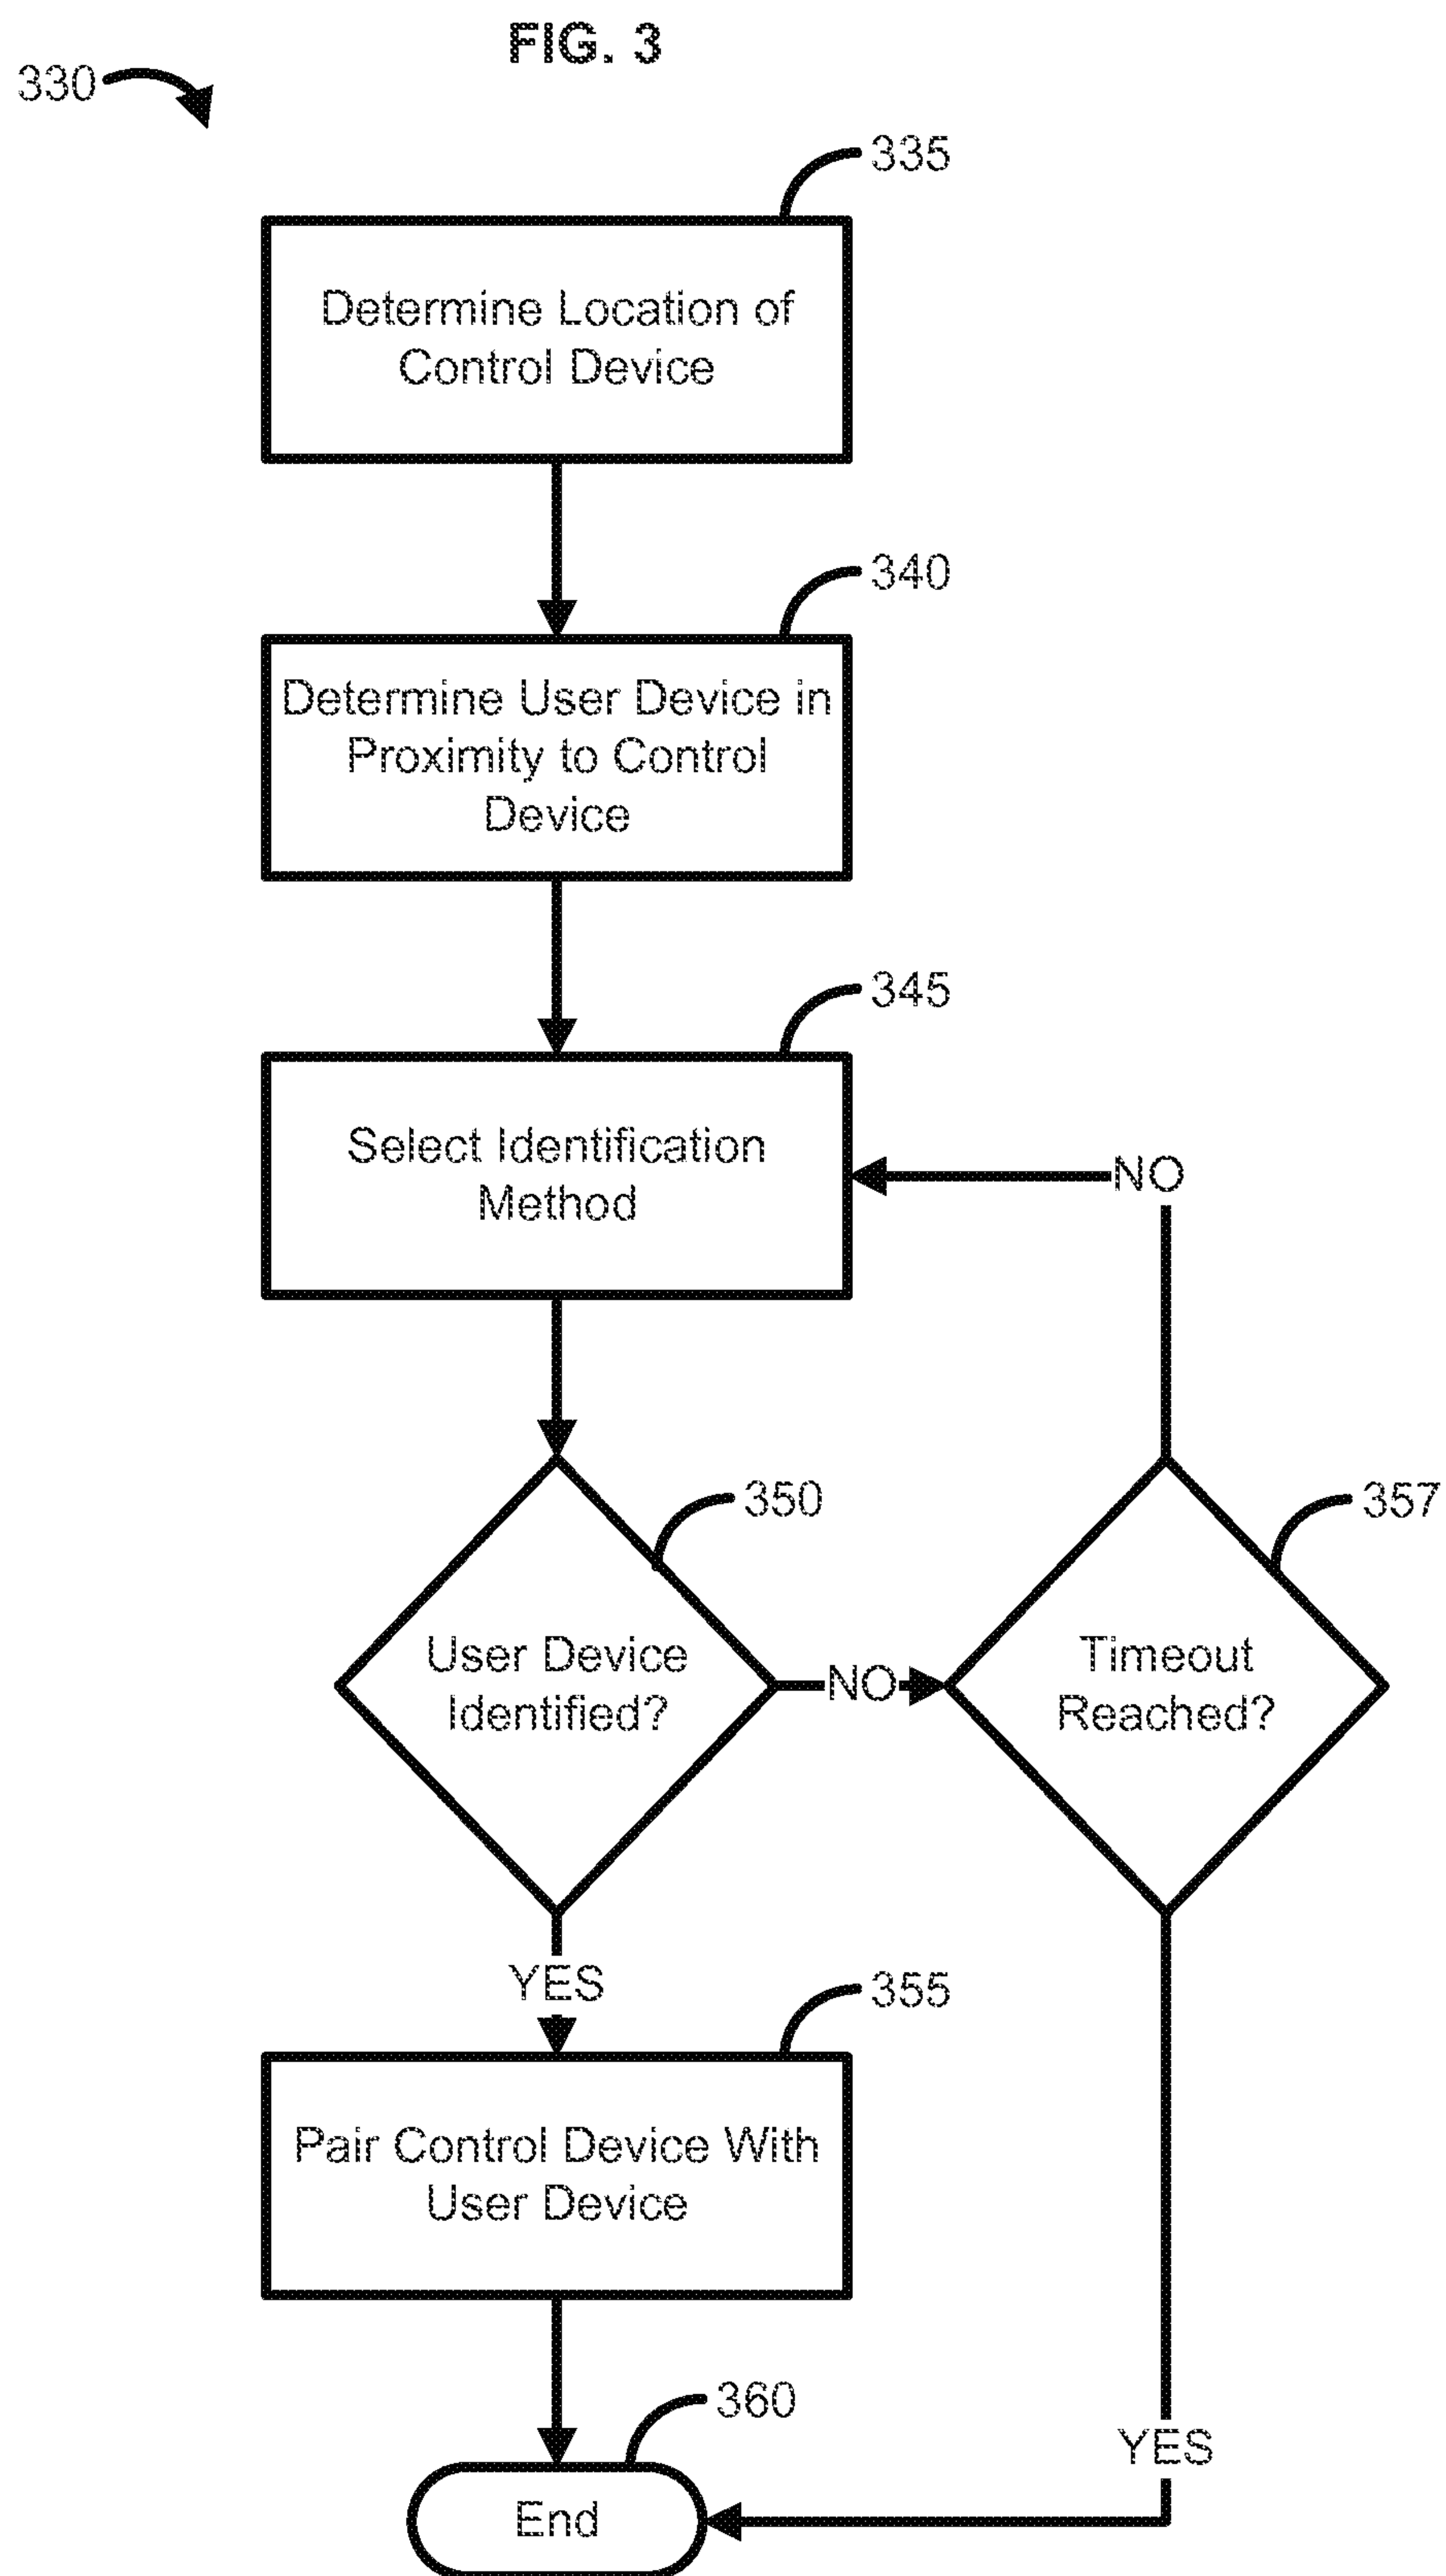 FIG. 3
330
335
Determine Location of
Control Device
340
Determine User Device in
Proximity to Control
Device
345
Select Identification
Method
NO
350
357
User Device
Identified?
NO
Timeout
Reached?
YES
355
Pair Control Device With
User Device
360
YES
End